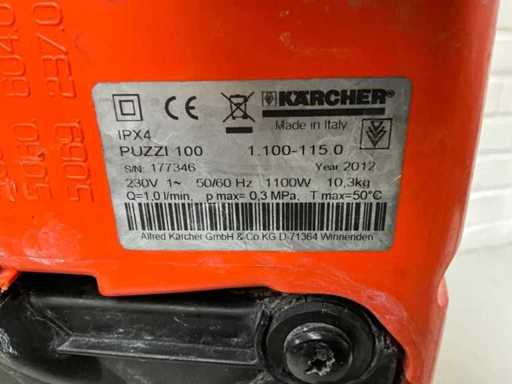 KÄRCHER
Made in Italy
IPX4
PUZZI 100 1.100-115.0
S/N: 177346 Year 2012
230V 1~ 50/60 Hz 1100W 10,3kg
Q=1,0 l/min, p max= 0,3 MPa, T max=50°C
Alfred Kärcher GmbH & Co KG D-71364 Winnenden